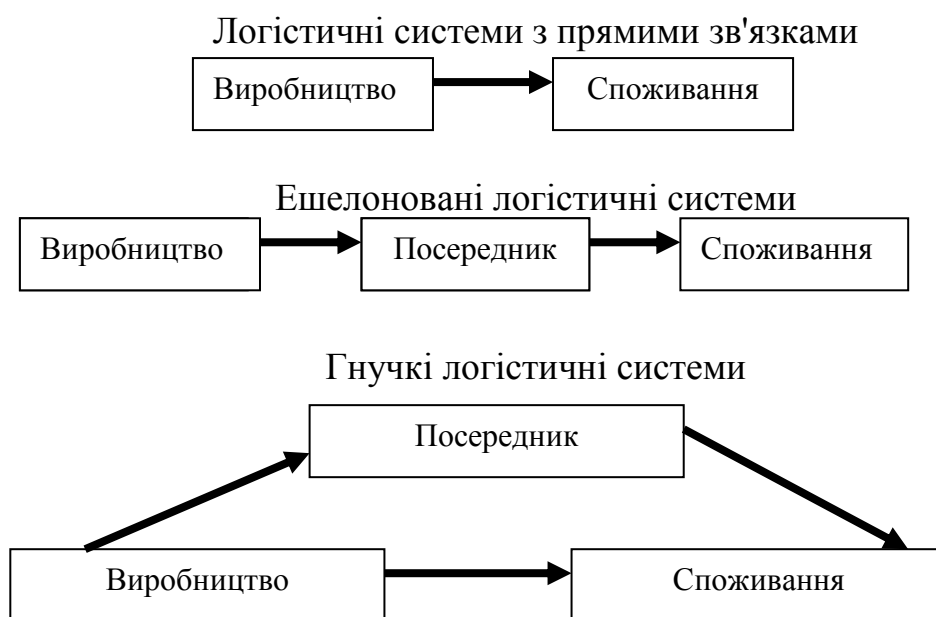 Логістичні системи з прямими зв'язками
Виробництво
Споживання
Ешелоновані логістичні системи
Виробництво
Посередник
Споживання
Гнучкі логістичні системи
Посередник
Виробництво
Споживання